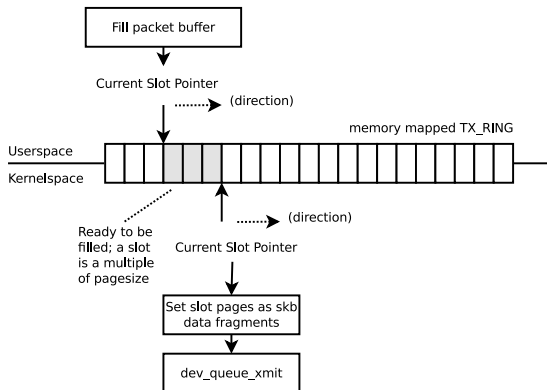 Fill packet buffer
Current Slot Pointer
(direction)
memory mapped TX_RING
Userspace
Kernelspace
(direction)
Ready to be
filled; a slot
is a multiple
of pagesize
Current Slot Pointer
Set slot pages as skb
data fragments
dev_queue_xmit